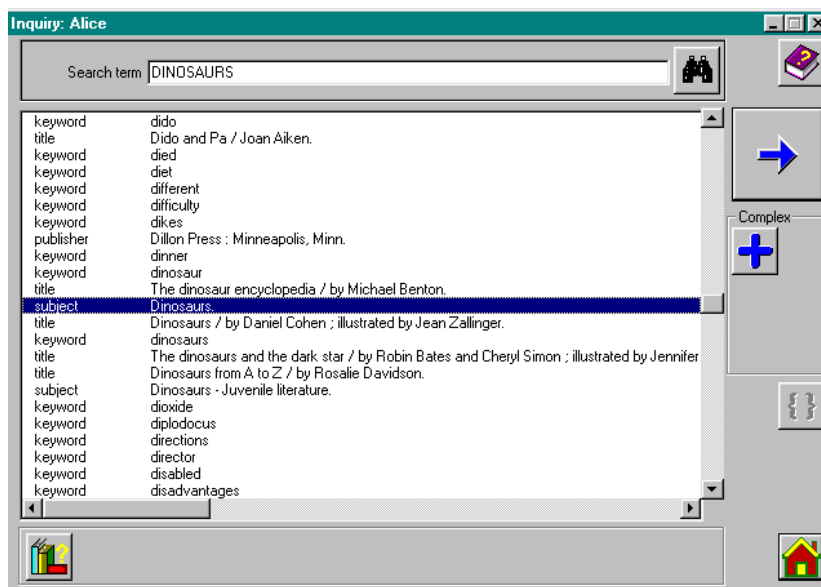 Inquiry: Alice
Search term DINOSAURS
keyword dido
title Dido and Pa / Joan Aiken.
keyword died
keyword diet
keyword different
keyword difficulty
keyword dikes
publisher Dillon Press : Minneapolis, Minn.
keyword dinner
keyword dinosaur
title The dinosaur encyclopedia / by Michael Benton.
subject Dinosaurs.
title Dinosaurs / by Daniel Cohen ; illustrated by Jean Zallinger.
keyword dinosaurs
title The dinosaurs and the dark star / by Robin Bates and Cheryl Simon ; illustrated by Jennifer
title Dinosaurs from A to Z / by Rosalie Davidson.
subject Dinosaurs - Juvenile literature.
keyword dioxide
keyword diplodocus
keyword directions
keyword director
keyword disabled
keyword disadvantages
Complex
{ }